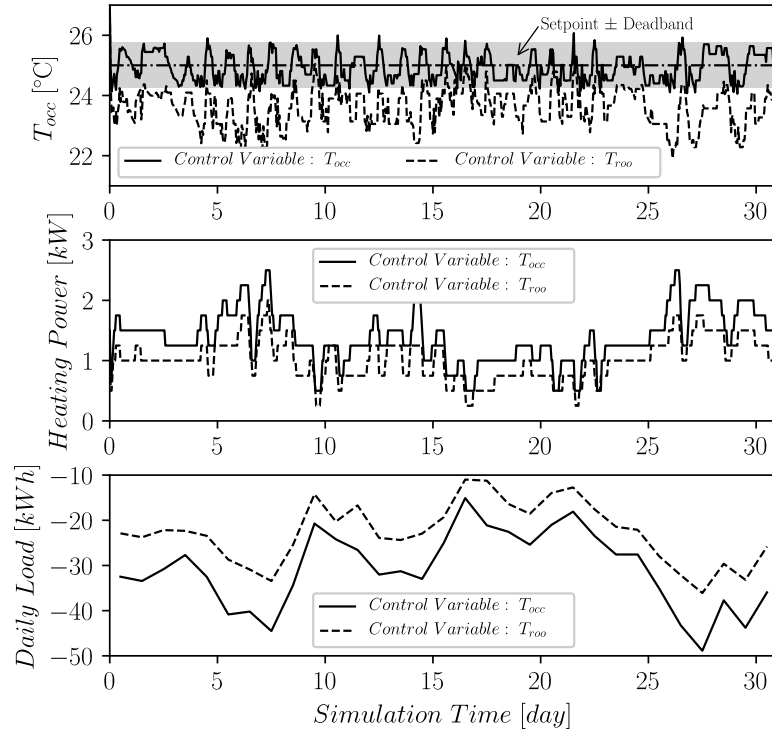 Setpoint ± Deadband
26
24
22
T_occ [°C]
Control Variable : T_occ
Control Variable : T_roo
0 5 10 15 20 25 30
3
2
1
0
Heating Power [kW]
Control Variable : T_occ
Control Variable : T_roo
0 5 10 15 20 25 30
−10
−20
−30
−40
−50
Daily Load [kWh]
Control Variable : T_occ
Control Variable : T_roo
0 5 10 15 20 25 30
Simulation Time [day]